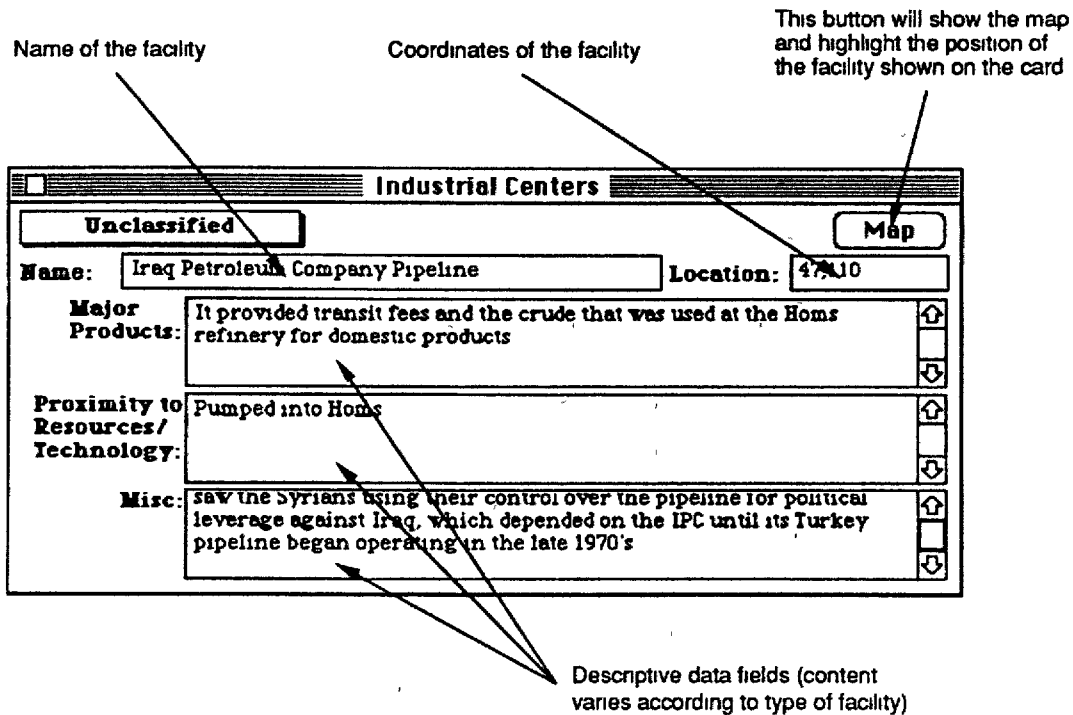 This button will show the map
and highlight the position of
the facility shown on the card
Name of the facility
Coordinates of the facility
Industrial Centers
Unclassified
Map
Name: Iraq Petroleum Company Pipeline Location:
Major Products: It provided transit fees and the crude that was used at the Homs
refinery for domestic products
Proximity to Resources/ Technology: Pumped into Homs
Misc: saw the Syrians using their control over the pipeline for political
leverage against Iraq, which depended on the IPC until its Turkey
pipeline began operating in the late 1970's
Descriptive data fields (content
varies according to type of facility)